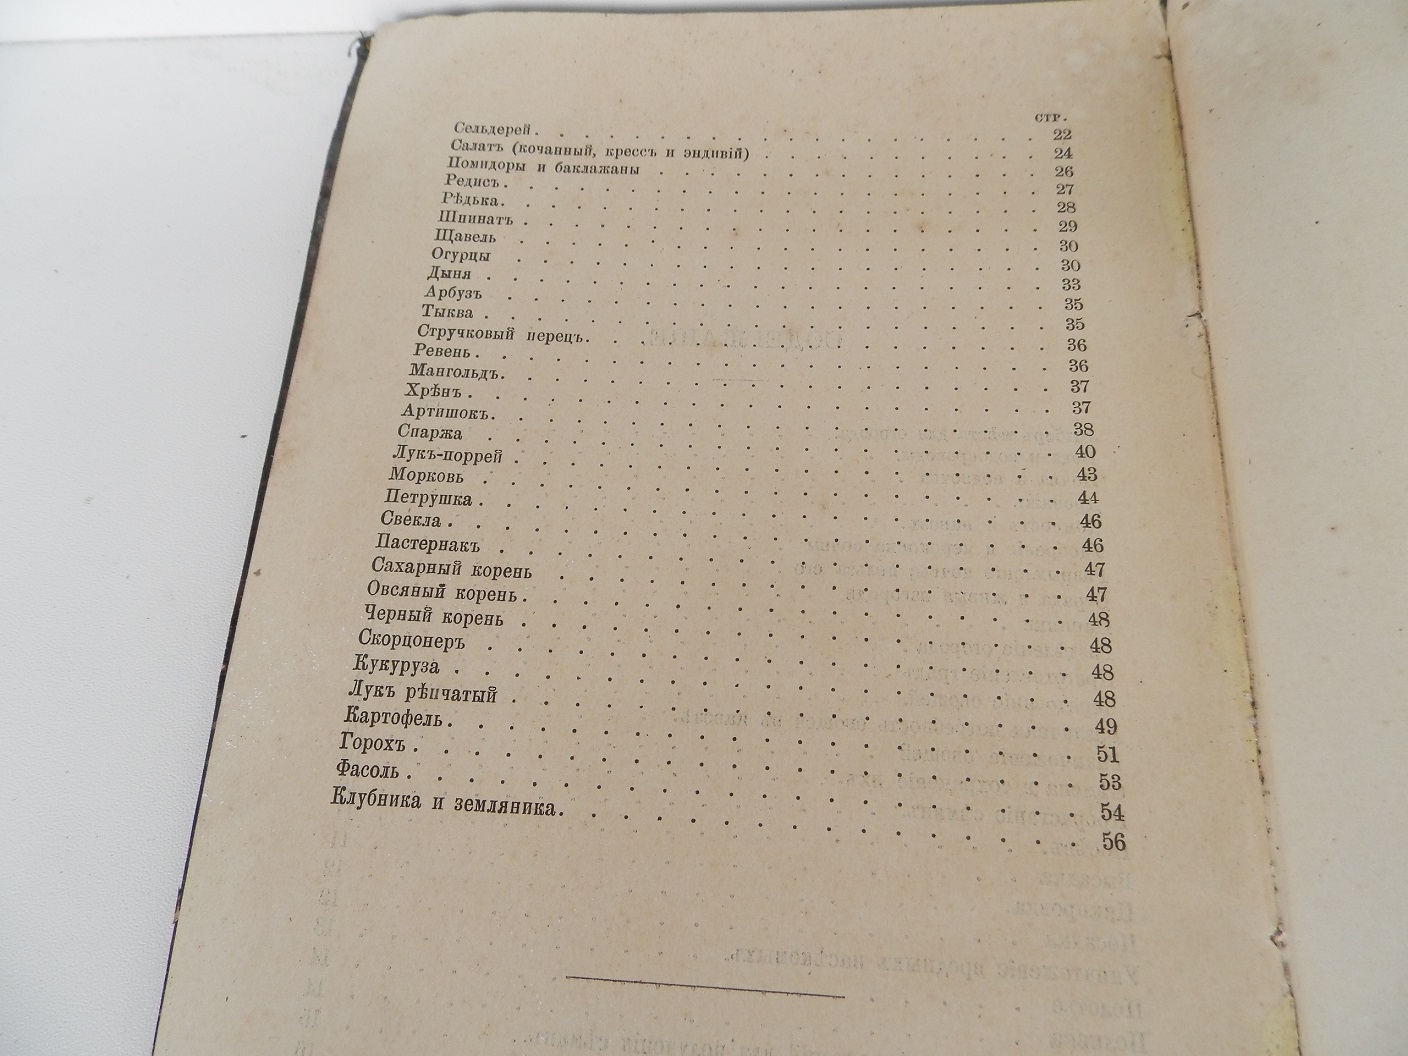 СТР.
Сельдерей . . . . . . . . . . . . 22
Салатъ (кочанный, крессъ и эндивій) . . . . . . 24
Помидоры и баклажаны . . . . . . . . . . 26
Редисъ . . . . . . . . . . . . 27
Рѣдька . . . . . . . . . . . . 28
Шпинатъ . . . . . . . . . . . . 29
Щавель . . . . . . . . . . . . 30
Огурцы . . . . . . . . . . . . 30
Дыня . . . . . . . . . . . . 33
Арбузъ . . . . . . . . . . . . 35
Тыква . . . . . . . . . . . . 35
Стручковый перецъ . . . . . . . . . . 36
Ревень . . . . . . . . . . . . 36
Мангольдъ . . . . . . . . . . . . 37
Хрѣнъ . . . . . . . . . . . . 37
Артишокъ . . . . . . . . . . . . 38
Спаржа . . . . . . . . . . . . 40
Лукъ-поррей . . . . . . . . . . . . 43
Морковь . . . . . . . . . . . . 44
Петрушка . . . . . . . . . . . . 46
Свекла . . . . . . . . . . . . 46
Пастернакъ . . . . . . . . . . . . 47
Сахарный корень . . . . . . . . . . 47
Овсяный корень . . . . . . . . . . 48
Черный корень . . . . . . . . . . 48
Скорцонеръ . . . . . . . . . . . . 48
Кукуруза . . . . . . . . . . . . 48
Лукъ рѣпчатый . . . . . . . . . . 49
Картофель . . . . . . . . . . . . 51
Горохъ . . . . . . . . . . . . 53
Фасоль . . . . . . . . . . . . 54
Клубника и земляника . . . . . . . . . . 56